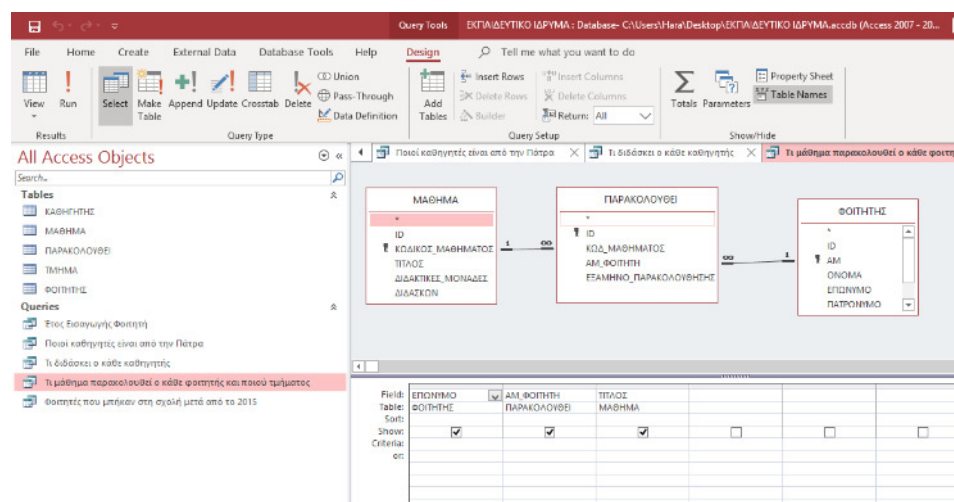 Query Tools ΕΚΠΑΙΔΕΥΤΙΚΟ ΙΔΡΥΜΑ : Database- C:\Users\Hara\Desktop\ΕΚΠΑΙΔΕΥΤΙΚΟ ΙΔΡΥΜΑ.accdb (Access 2007 - 20...
File Home Create External Data Database Tools Help Design Tell me what you want to do
View Run Select Make Table Append Update Crosstab Delete
Union
Pass-Through
Data Definition
Add Tables
Insert Rows
Delete Rows
Builder
Insert Columns
Delete Columns
Return: All
Totals Parameters
Property Sheet
Table Names
Results Query Type Query Setup Show/Hide
All Access Objects
Search...
Tables
ΚΑΘΗΓΗΤΗΣ
ΜΑΘΗΜΑ
ΠΑΡΑΚΟΛΟΥΘΕΙ
ΤΜΗΜΑ
ΦΟΙΤΗΤΗΣ
Queries
Έτος Εισαγωγής Φοιτητή
Ποιοί καθηγητές είναι από την Πάτρα
Τι διδάσκει ο κάθε καθηγητής
Τι μάθημα παρακολουθεί ο κάθε φοιτητής και ποιού τμήματος
Φοιτητές που μπήκαν στη σχολή μετά από το 2015
Ποιοί καθηγητές είναι από την Πάτρα Τι διδάσκει ο κάθε καθηγητής Τι μάθημα παρακολουθεί ο κάθε φοιτη
ΜΑΘΗΜΑ
*
ID
ΚΩΔΙΚΟΣ_ΜΑΘΗΜΑΤΟΣ
ΤΙΤΛΟΣ
ΔΙΔΑΚΤΙΚΕΣ_ΜΟΝΑΔΕΣ
ΔΙΔΑΣΚΩΝ
1 ∞
ΠΑΡΑΚΟΛΟΥΘΕΙ
*
ID
ΚΩΔ_ΜΑΘΗΜΑΤΟΣ
ΑΜ_ΦΟΙΤΗΤΗ
ΕΞΑΜΗΝΟ_ΠΑΡΑΚΟΛΟΥΘΗΣΗΣ
∞ 1
ΦΟΙΤΗΤΗΣ
*
ID
ΑΜ
ΟΝΟΜΑ
ΕΠΩΝΥΜΟ
ΠΑΤΡΩΝΥΜΟ
Field: ΕΠΩΝΥΜΟ ΑΜ_ΦΟΙΤΗΤΗ ΤΙΤΛΟΣ
Table: ΦΟΙΤΗΤΗΣ ΠΑΡΑΚΟΛΟΥΘΕΙ ΜΑΘΗΜΑ
Sort:
Show:
Criteria:
or: